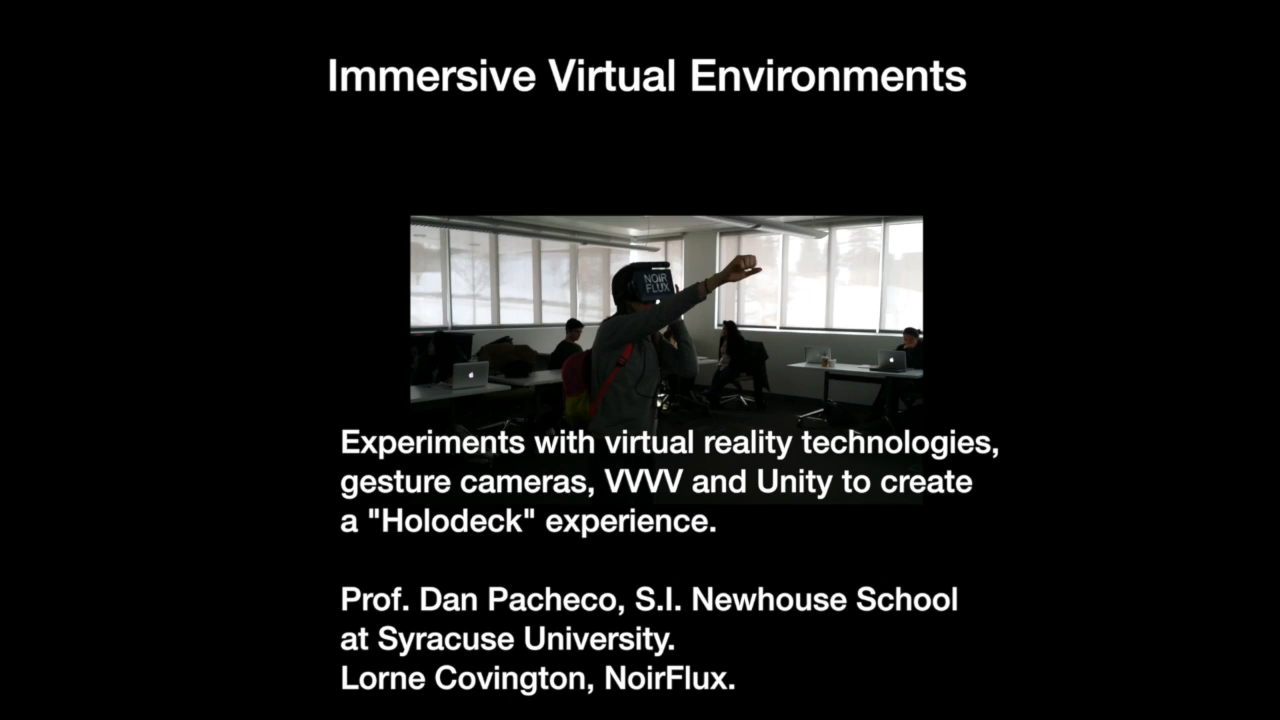 Immersive Virtual Environments
NOIR
FLUX
Experiments with virtual reality technologies,
gesture cameras, VVVV and Unity to create
a "Holodeck" experience.
Prof. Dan Pacheco, S.I. Newhouse School
at Syracuse University.
Lorne Covington, NoirFlux.